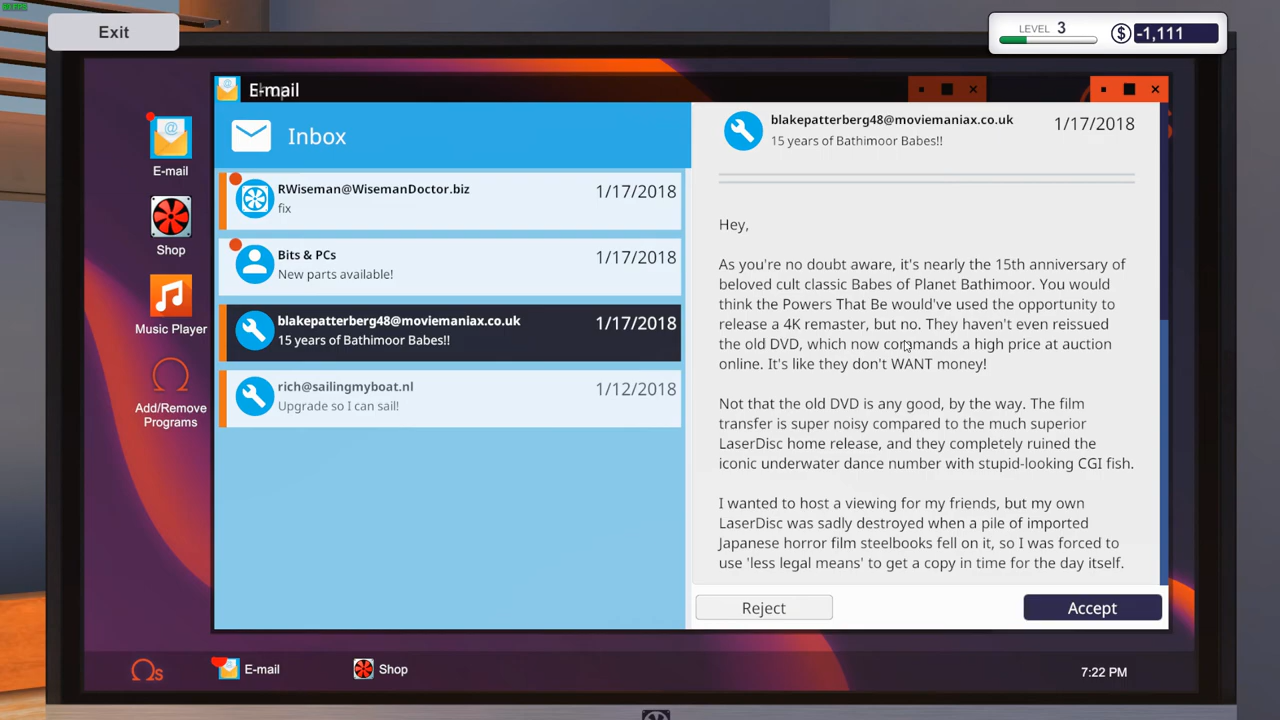 Exit
LEVEL 3
$ -1,111
E-mail
Inbox
RWiseman@WisemanDoctor.biz
1/17/2018
fix
Bits & PCs
1/17/2018
New parts available!
blakepatterberg48@moviemaniax.co.uk
1/17/2018
15 years of Bathimoor Babes!!
rich@sailingmyboat.nl
1/12/2018
Upgrade so I can sail!
E-mail
Shop
Music Player
Add/Remove
Programs
blakepatterberg48@moviemaniax.co.uk
1/17/2018
15 years of Bathimoor Babes!!
Hey,
As you're no doubt aware, it's nearly the 15th anniversary of
beloved cult classic Babes of Planet Bathimoor. You would
think the Powers That Be would've used the opportunity to
release a 4K remaster, but no. They haven't even reissued
the old DVD, which now commands a high price at auction
online. It's like they don't WANT money!
Not that the old DVD is any good, by the way. The film
transfer is super noisy compared to the much superior
LaserDisc home release, and they completely ruined the
iconic underwater dance number with stupid-looking CGI fish.
I wanted to host a viewing for my friends, but my own
LaserDisc was sadly destroyed when a pile of imported
Japanese horror film steelbooks fell on it, so I was forced to
use 'less legal means' to get a copy in time for the day itself.
Reject
Accept
E-mail
Shop
7:22 PM